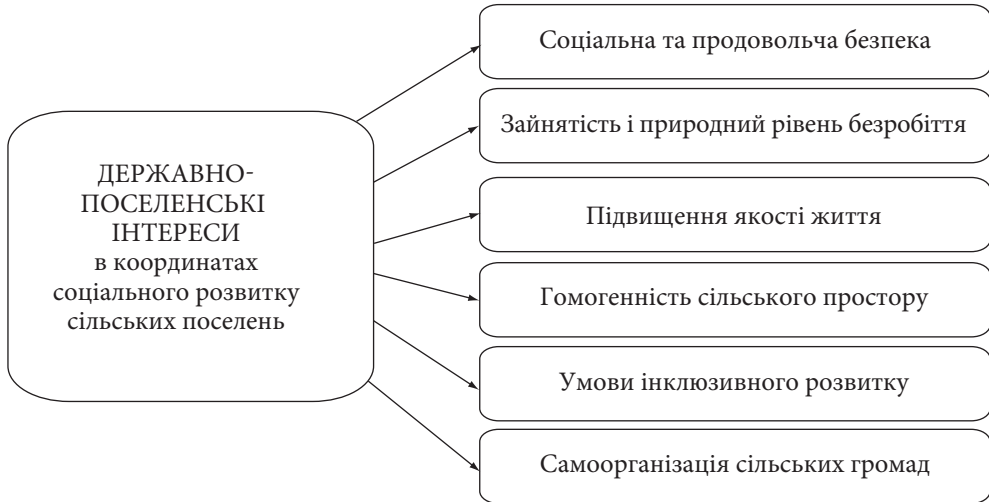 ДЕРЖАВНО-
ПОСЕЛЕНСЬКІ
ІНТЕРЕСИ
в координатах
соціального розвитку
сільських поселень
Соціальна та продовольча безпека
Зайнятість і природний рівень безробіття
Підвищення якості життя
Гомогенність сільського простору
Умови інклюзивного розвитку
Самоорганізація сільських громад